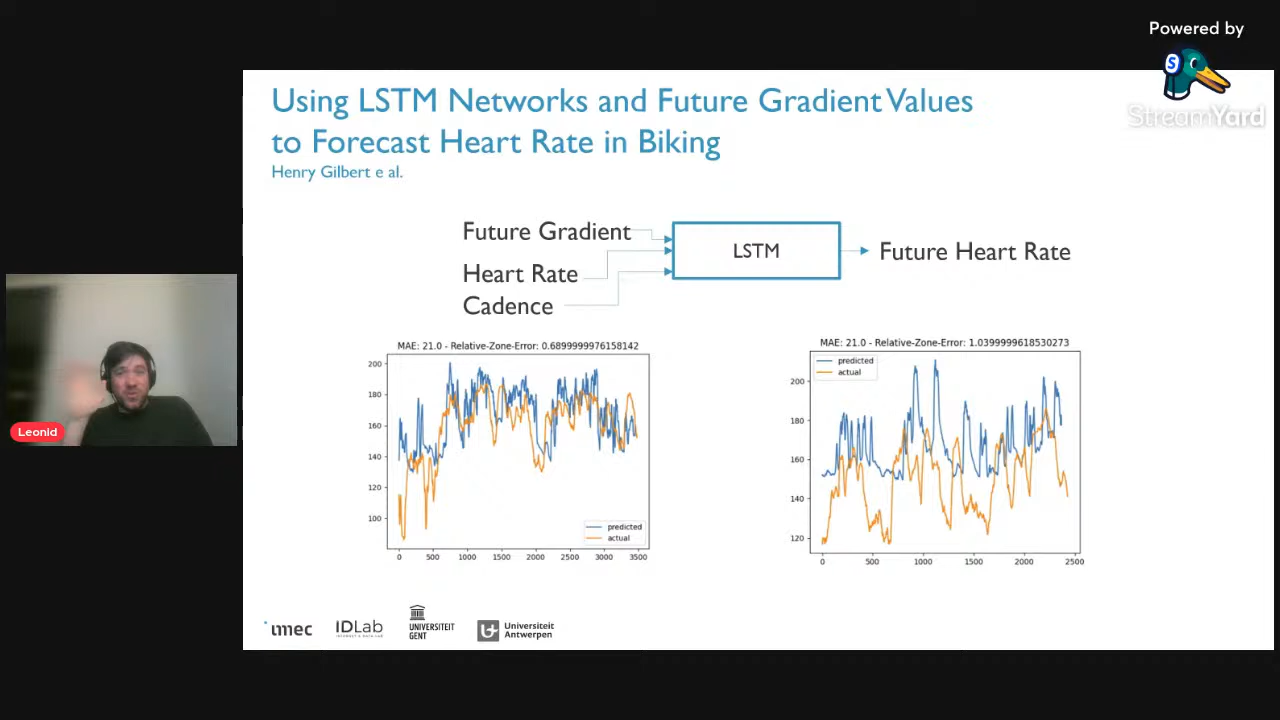 Powered by
S
StreamYard
Using LSTM Networks and Future Gradient Values
to Forecast Heart Rate in Biking
Henry Gilbert e al.
Future Gradient
Heart Rate
Cadence
LSTM
Future Heart Rate
MAE: 21.0 - Relative-Zone-Error: 0.6899999976158142
200
180
160
140
120
100
0 500 1000 1500 2000 2500 3000 3500
predicted
actual
MAE: 21.0 - Relative-Zone-Error: 1.0399999618530273
predicted
actual
200
180
160
140
120
0 500 1000 1500 2000 2500
Leonid
imec
IDLab
UNIVERSITEIT
GENT
Universiteit
Antwerpen